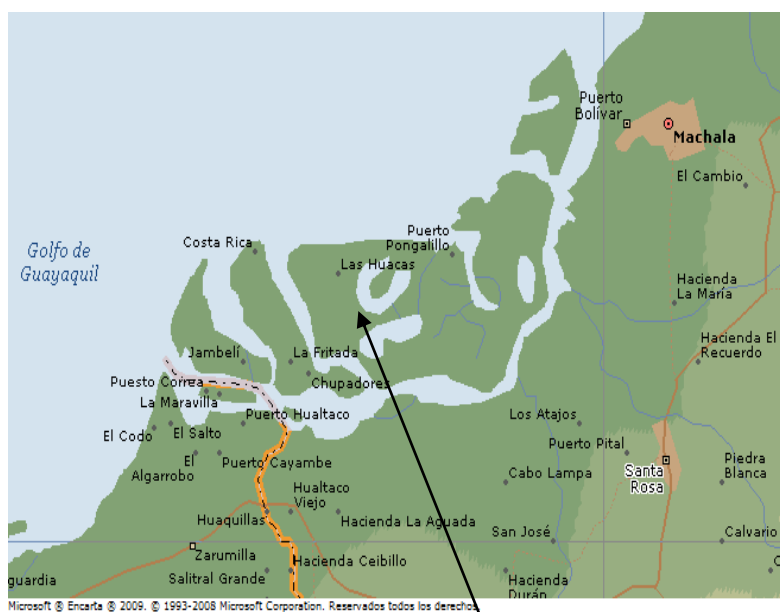 Puerto
Bolívar
Machala
El Cambio
Golfo de
Guayaquil
Costa Rica
Puerto
Pongalillo
Las Huacas
Hacienda
La María
Hacienda El
Recuerdo
Jambelí
La Fritada
Puesto Correa
Chupadores
La Maravilla
Puerto Hualtaco
Los Atajos
El Codo
El Salto
Puerto Pital
El
Algarrobo
Puerto Cayambe
Cabo Lampa
Santa
Rosa
Piedra
Blanca
Hualtaco
Viejo
Huaquillas
Hacienda La Aguada
San José
Calvario
Zarumilla
Hacienda Ceibillo
guardia
Salitral Grande
Hacienda
Durán
C
Microsoft ® Encarta ® 2009. © 1993-2008 Microsoft Corporation. Reservados todos los derechos